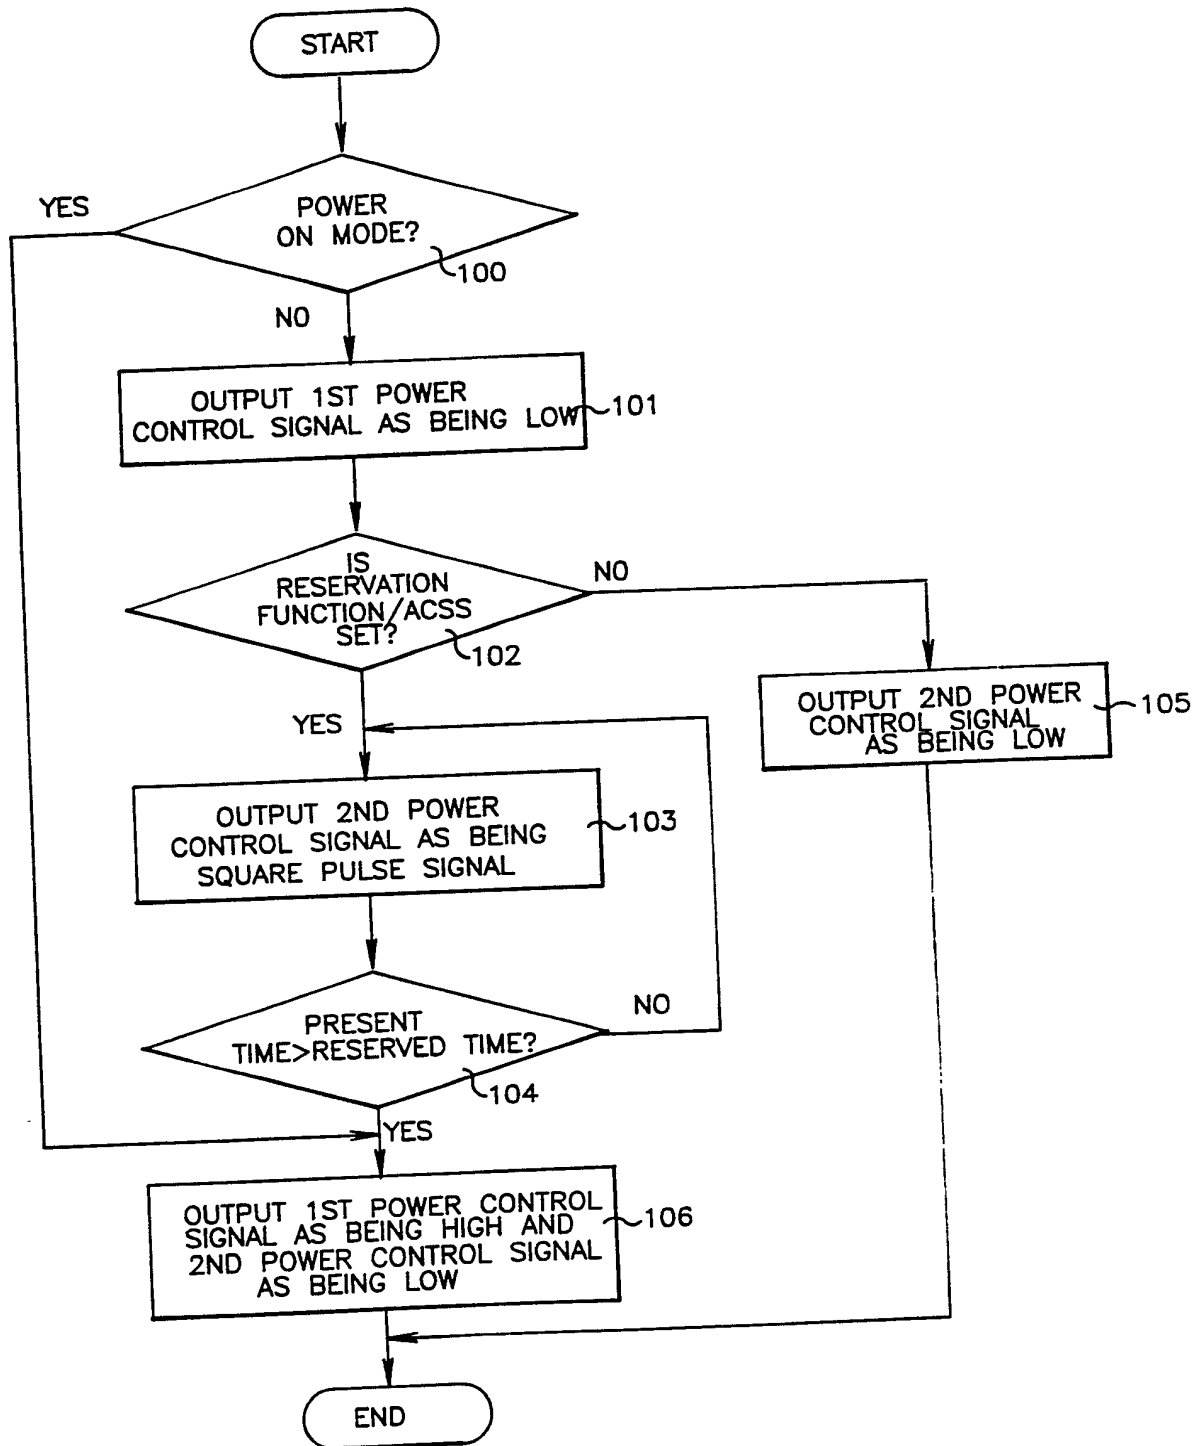 START
YES
POWER
ON MODE?
100
NO
OUTPUT 1ST POWER
CONTROL SIGNAL AS BEING LOW
101
IS
RESERVATION
FUNCTION/ACSS
SET?
102
NO
YES
OUTPUT 2ND POWER
CONTROL SIGNAL
AS BEING LOW
105
OUTPUT 2ND POWER
CONTROL SIGNAL AS BEING
SQUARE PULSE SIGNAL
103
PRESENT
TIME>RESERVED TIME?
104
NO
YES
OUTPUT 1ST POWER CONTROL
SIGNAL AS BEING HIGH AND
2ND POWER CONTROL SIGNAL
AS BEING LOW
106
END